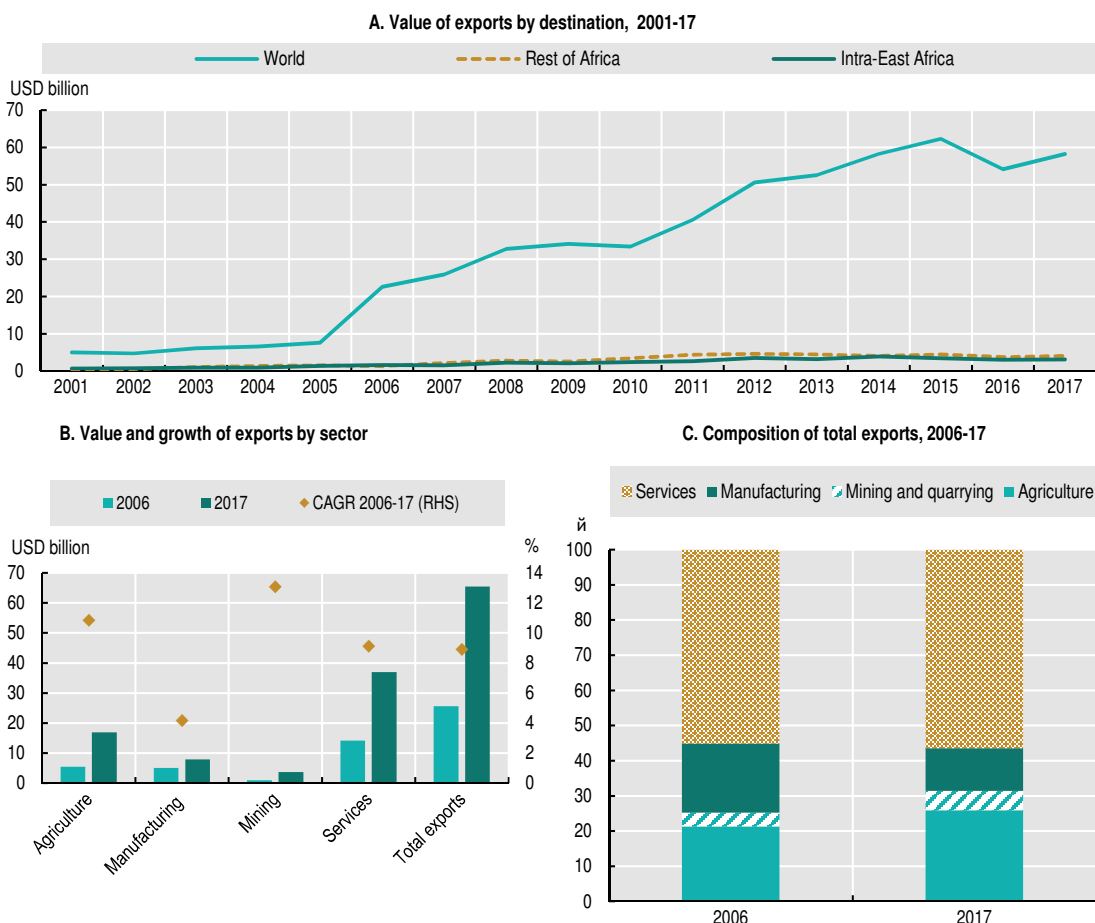 A. Value of exports by destination, 2001-17
World Rest of Africa Intra-East Africa
USD billion
70
60
50
40
30
20
10
0
2001 2002 2003 2004 2005 2006 2007 2008 2009 2010 2011 2012 2013 2014 2015 2016 2017
B. Value and growth of exports by sector
2006 2017 CAGR 2006-17 (RHS)
USD billion %
70 14
60 12
50 10
40 8
30 6
20 4
10 2
0 0
Agriculture Manufacturing Mining Services Total exports
C. Composition of total exports, 2006-17
Services Manufacturing Mining and quarrying Agriculture
й
100
90
80
70
60
50
40
30
20
10
0
2006 2017